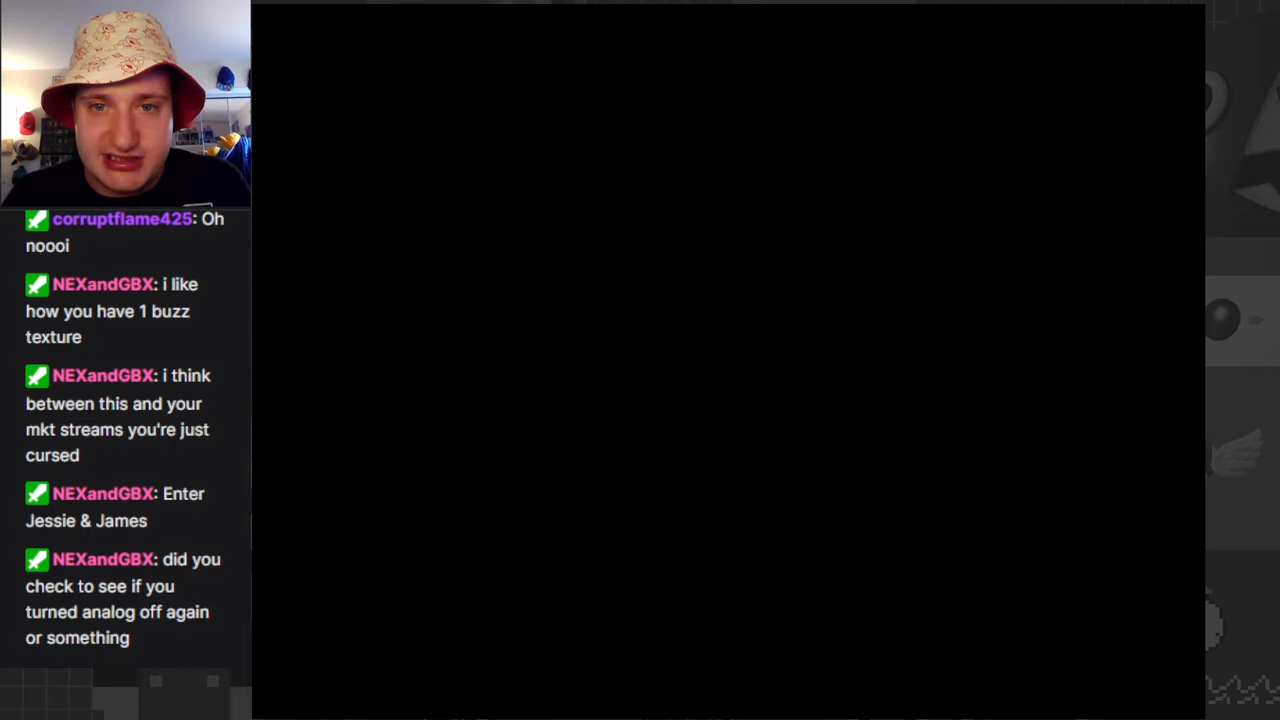 corruptflame425: Oh
noooi
NEXandGBX: i like
how you have 1 buzz
texture
NEXandGBX: i think
between this and your
mkt streams you're just
cursed
NEXandGBX: Enter
Jessie & James
NEXandGBX: did you
check to see if you
turned analog off again
or something